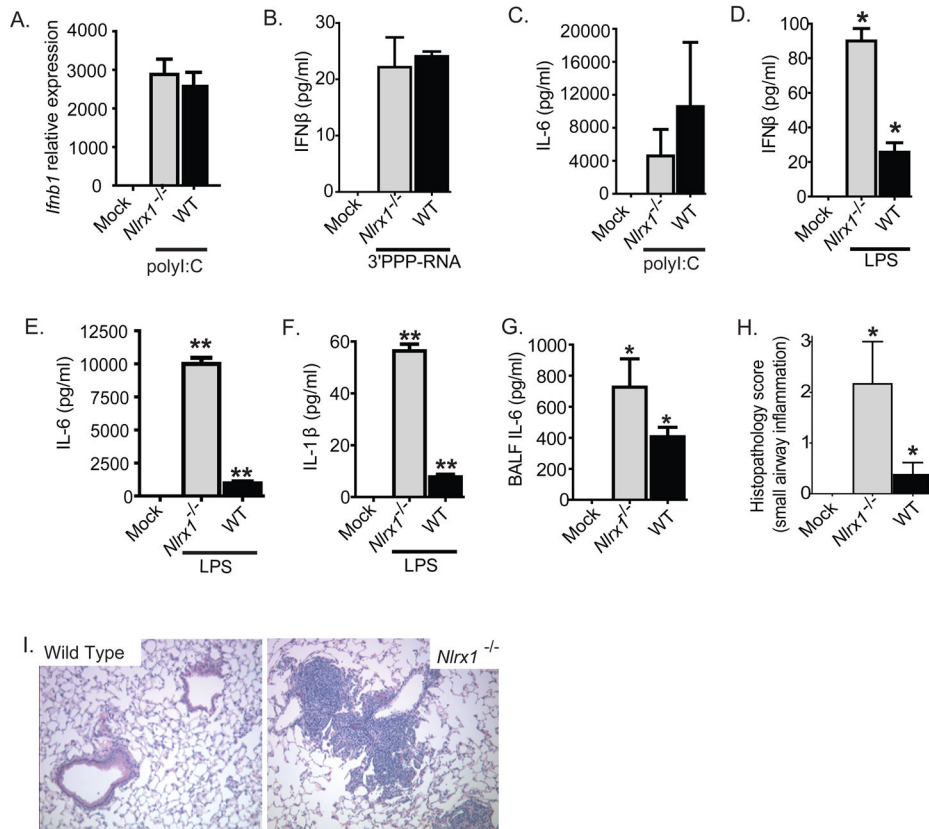 A.
Ifnb1 relative expression
4000
3000
2000
1000
0
Mock
Nlrx1-/-
WT
polyI:C
B.
IFNβ (pg/ml)
40
20
0
Mock
Nlrx1-/-
WT
3'PPP-RNA
C.
IL-6 (pg/ml)
20000
16000
12000
8000
4000
0
Mock
Nlrx1-/-
WT
polyI:C
D.
IFNβ (pg/ml)
100
80
60
40
20
0
*
*
Mock
Nlrx1-/-
WT
LPS
E.
IL-6 (pg/ml)
12500
10000
7500
5000
2500
0
**
**
Mock
Nlrx1-/-
WT
LPS
F.
IL-1β (pg/ml)
60
40
20
0
**
**
Mock
Nlrx1-/-
WT
LPS
G.
BALF IL-6 (pg/ml)
1000
800
600
400
200
0
*
*
Mock
Nlrx1-/-
WT
H.
Histopathology score
(small airway inflammation)
3
2
1
0
*
*
Mock
Nlrx1-/-
WT
I.
Wild Type
Nlrx1 -/-